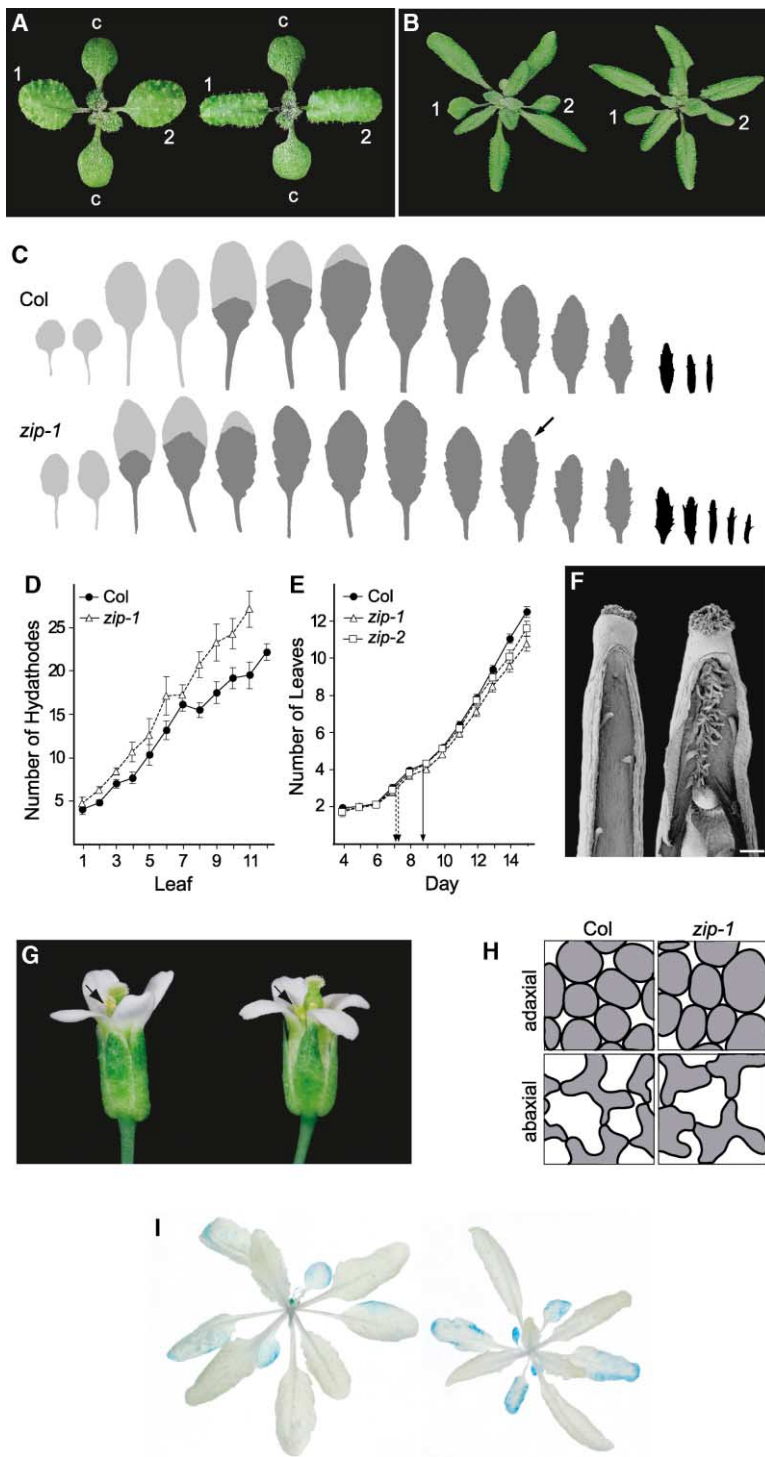 A
c
1
2
c
1
2
c
c
B
1
2
1
2
C
Col
zip-1
D
Col
zip-1
Number of Hydathodes
25
20
15
10
5
1 3 5 7 9 11
Leaf
E
Col
zip-1
zip-2
Number of Leaves
12
10
8
6
4
2
4 6 8 10 12 14
Day
F
G
H
Col zip-1
adaxial
abaxial
I